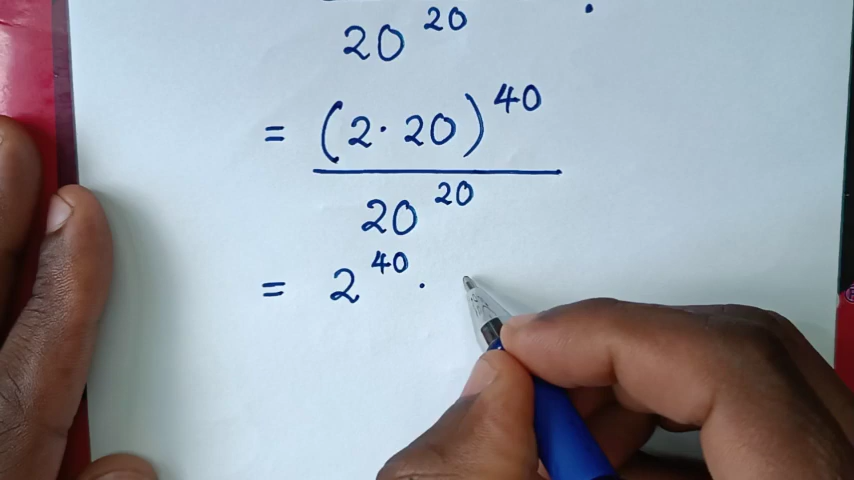 20^20 .
= (2·20)^40
20^20
= 2^40 ·